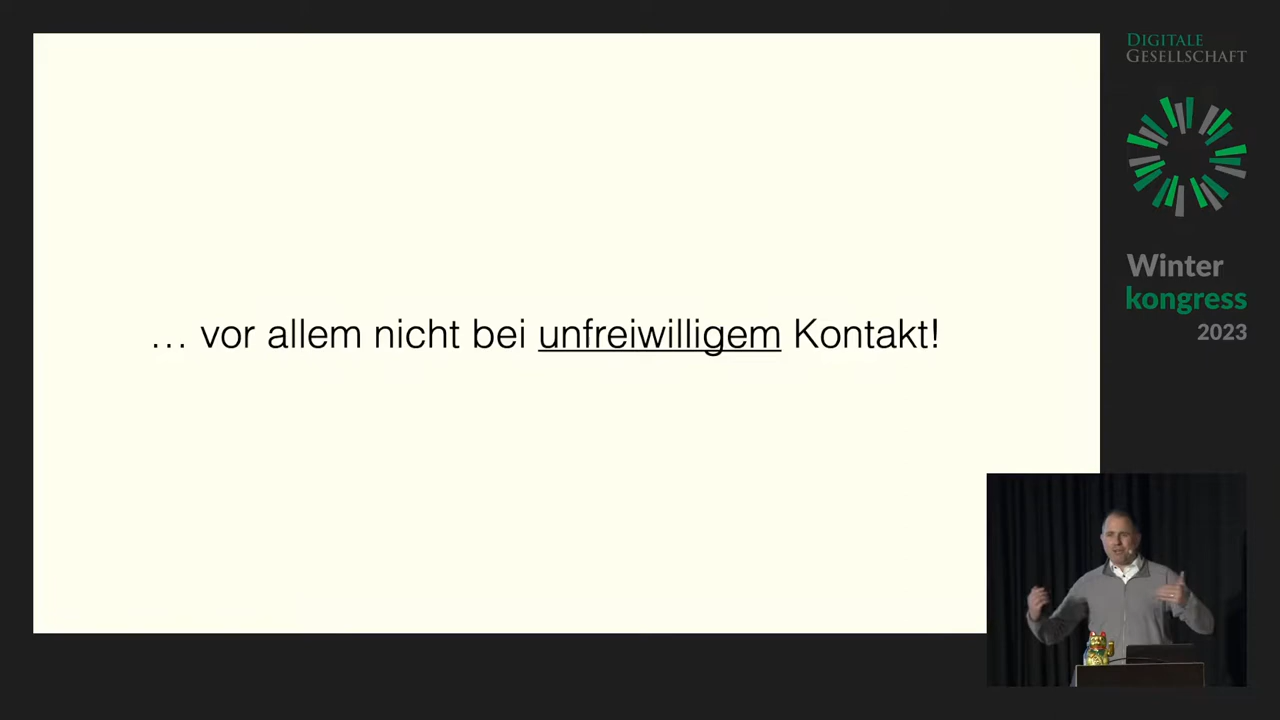 … vor allem nicht bei unfreiwilligem Kontakt!
DIGITALE
GESELLSCHAFT
Winter
kongress
2023